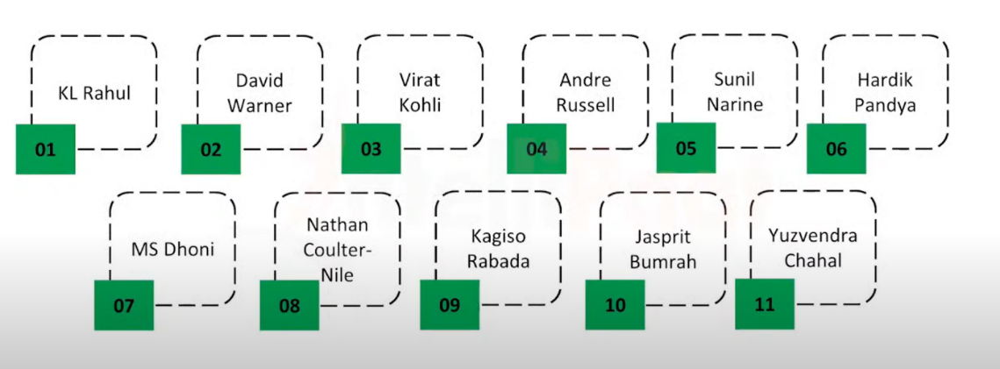 KL Rahul
01
David
Warner
02
Virat
Kohli
03
Andre
Russell
04
Sunil
Narine
05
Hardik
Pandya
06
MS Dhoni
07
Nathan
Coulter-
Nile
08
Kagiso
Rabada
09
Jasprit
Bumrah
10
Yuzvendra
Chahal
11